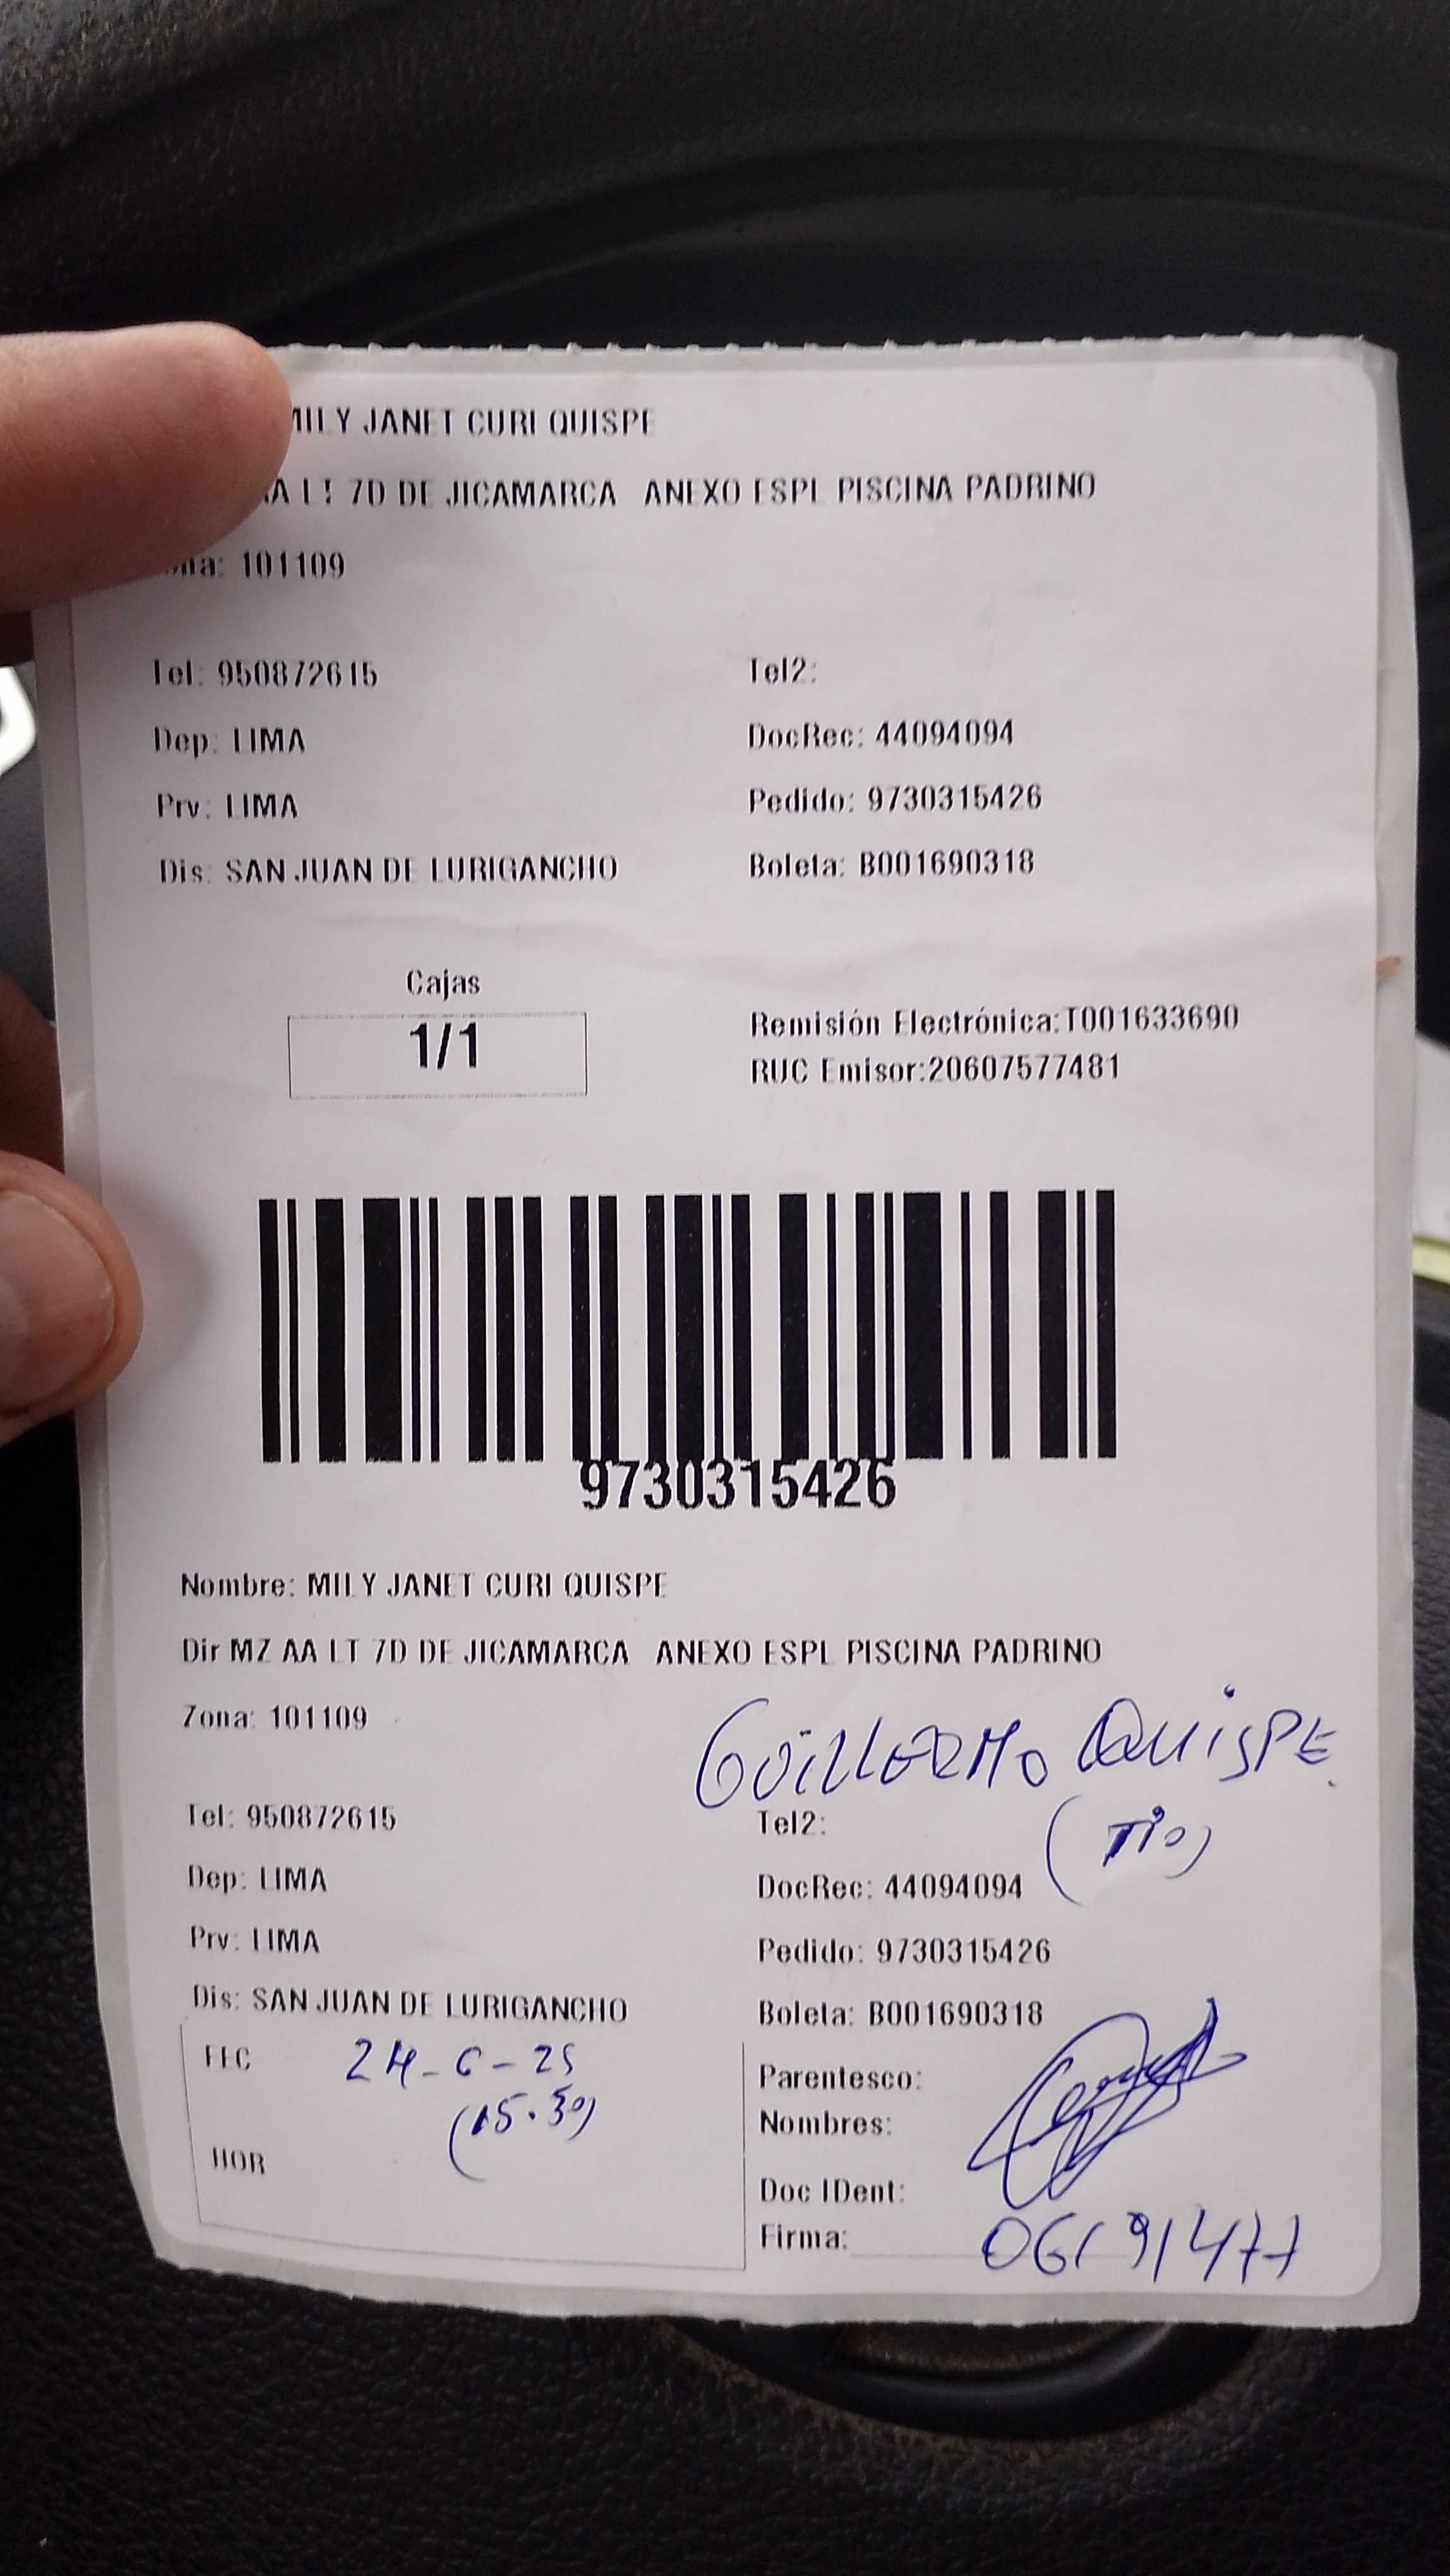 MILY JANET CURI QUISPE
A LT 7D DE JICAMARCA ANEXO ESPL PISCINA PADRINO
na: 101109
Tel: 950872615 Tel2:
Dep: LIMA DocRec: 44094094
Prv: LIMA Pedido: 9730315426
Dis: SAN JUAN DE LURIGANCHO Boleta: B001690318
Cajas
1/1
Remisión Electrónica:T001633690
RUC Emisor:20607577481
9730315426
Nombre: MILY JANET CURI QUISPE
Dir MZ AA LT 7D DE JICAMARCA ANEXO ESPL PISCINA PADRINO
Zona: 101109
GUILLERMO QUISPE
Tel: 950872615 Tel2: (TIO)
Dep: LIMA DocRec: 44094094
Prv: LIMA Pedido: 9730315426
Dis: SAN JUAN DE LURIGANCHO Boleta: B001690318
FEC 24-6-25 Parentesco:
(15.30) Nombres:
HOR Doc IDent:
Firma: 06191477